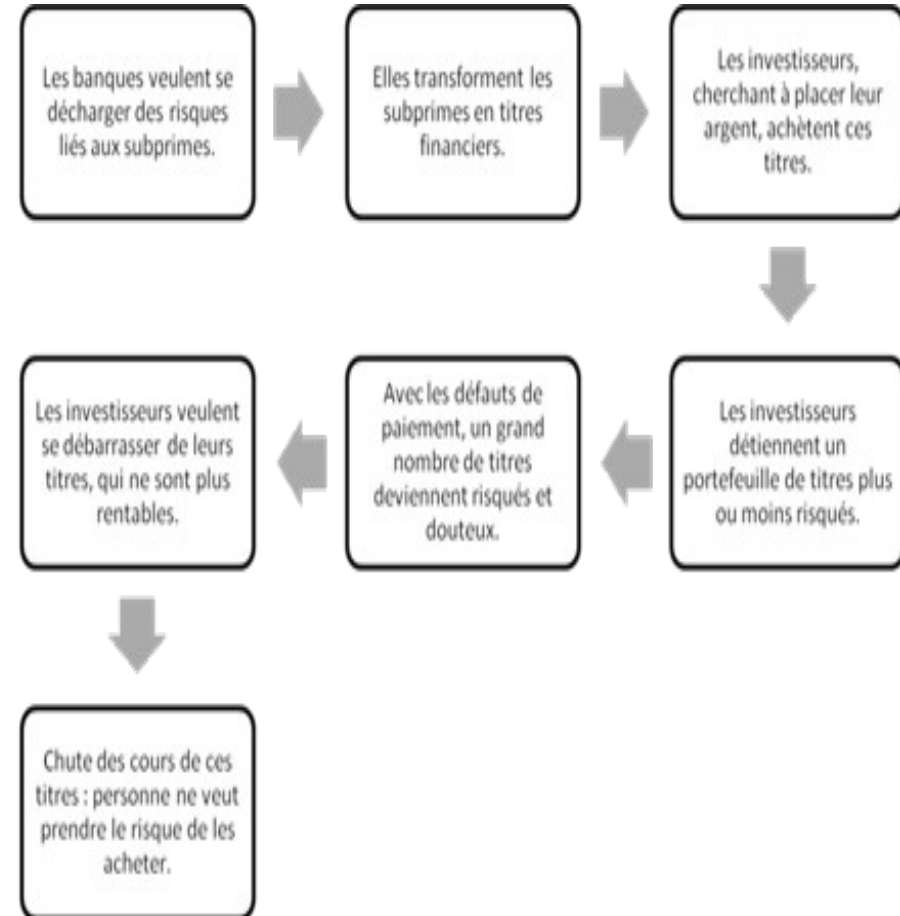 Les banques veulent se
décharger des risques
liés aux subprimes.
Elles transforment les
subprimes en titres
financiers.
Les investisseurs,
cherchant à placer leur
argent, achètent ces
titres.
Les investisseurs
détiennent un
portefeuille de titres plus
ou moins risqués.
Avec les défauts de
paiement, un grand
nombre de titres
deviennent risqués et
douteux.
Les investisseurs veulent
se débarrasser de leurs
titres, qui ne sont plus
rentables.
Chute des cours de ces
titres : personne ne veut
prendre le risque de les
acheter.